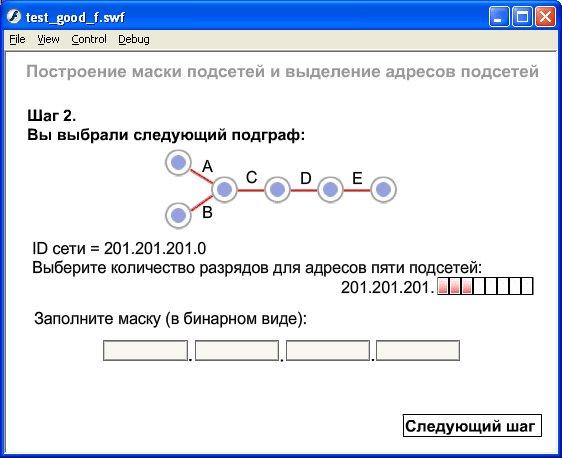 test_good_f.swf
File View Control Debug
Построение маски подсетей и выделение адресов подсетей
Шаг 2.
Вы выбрали следующий подграф:
A
C D E
B
ID сети = 201.201.201.0
Выберите количество разрядов для адресов пяти подсетей:
201.201.201.
Заполните маску (в бинарном виде):
. . .
Следующий шаг